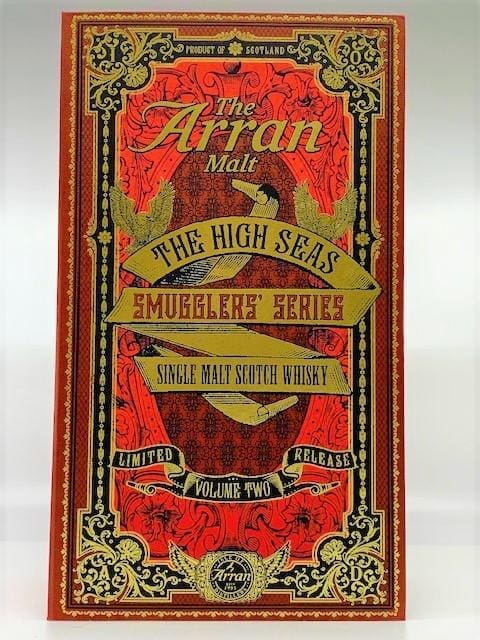 PRODUCT OF SCOTLAND
The
Arran
Malt
THE HIGH SEAS
SMUGGLERS' SERIES
SINGLE MALT SCOTCH WHISKY
LIMITED RELEASE
VOLUME TWO
Arran
A D